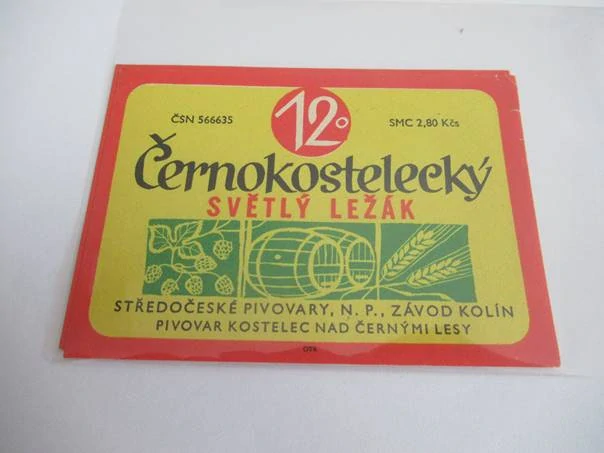 ČSN 566635
12°
SMC 2,80 Kčs
Černokostelecký
SVĚTLÝ LEŽÁK
STŘEDOČESKÉ PIVOVARY, N. P., ZÁVOD KOLÍN
PIVOVAR KOSTELEC NAD ČERNÝMI LESY